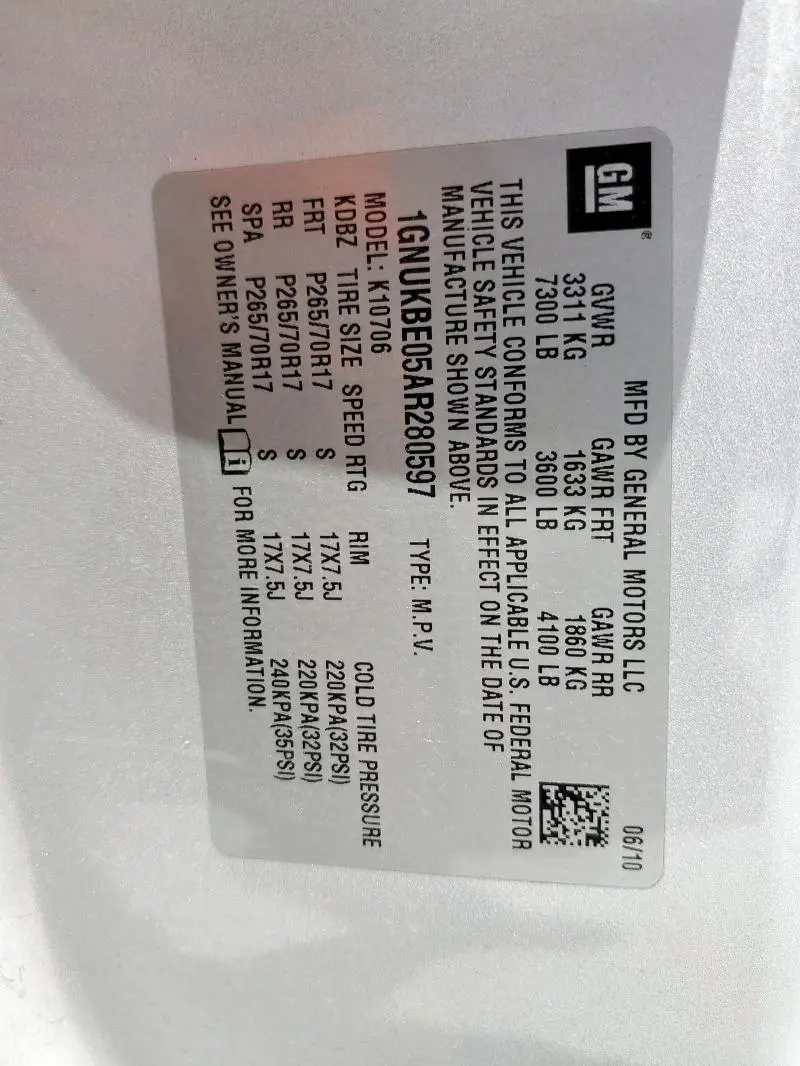 MFD BY GENERAL MOTORS LLC 06/10
GM ®
GVWR GAWR FRT GAWR RR
3311 KG 1633 KG 1860 KG
7300 LB 3600 LB 4100 LB
THIS VEHICLE CONFORMS TO ALL APPLICABLE U.S. FEDERAL MOTOR
VEHICLE SAFETY STANDARDS IN EFFECT ON THE DATE OF
MANUFACTURE SHOWN ABOVE.
1GNUKBE05AR280597 TYPE: M.P.V.
MODEL: K10706
KDBZ TIRE SIZE SPEED RTG RIM COLD TIRE PRESSURE
FRT P265/70R17 S 17X7.5J 220KPA(32PSI)
RR P265/70R17 S 17X7.5J 220KPA(32PSI)
SPA P265/70R17 S 17X7.5J 240KPA(35PSI)
SEE OWNER'S MANUAL i FOR MORE INFORMATION.